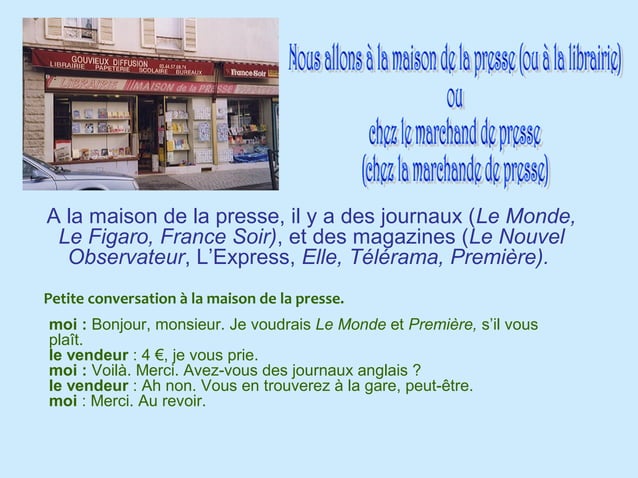 GOUVIEUX DIFFUSION
LIBRAIRIE PAPETERIE SCOLAIRE BUREAUX
France-Soir
LIBRAIRIE MAISON de la PRESSE
Nous allons à la maison de la presse (ou à la librairie)
ou
chez le marchand de presse
(chez la marchande de presse)
A la maison de la presse, il y a des journaux (Le Monde,
Le Figaro, France Soir), et des magazines (Le Nouvel
Observateur, L'Express, Elle, Télérama, Première).
Petite conversation à la maison de la presse.
moi : Bonjour, monsieur. Je voudrais Le Monde et Première, s'il vous
plaît.
le vendeur : 4 €, je vous prie.
moi : Voilà. Merci. Avez-vous des journaux anglais ?
le vendeur : Ah non. Vous en trouverez à la gare, peut-être.
moi : Merci. Au revoir.